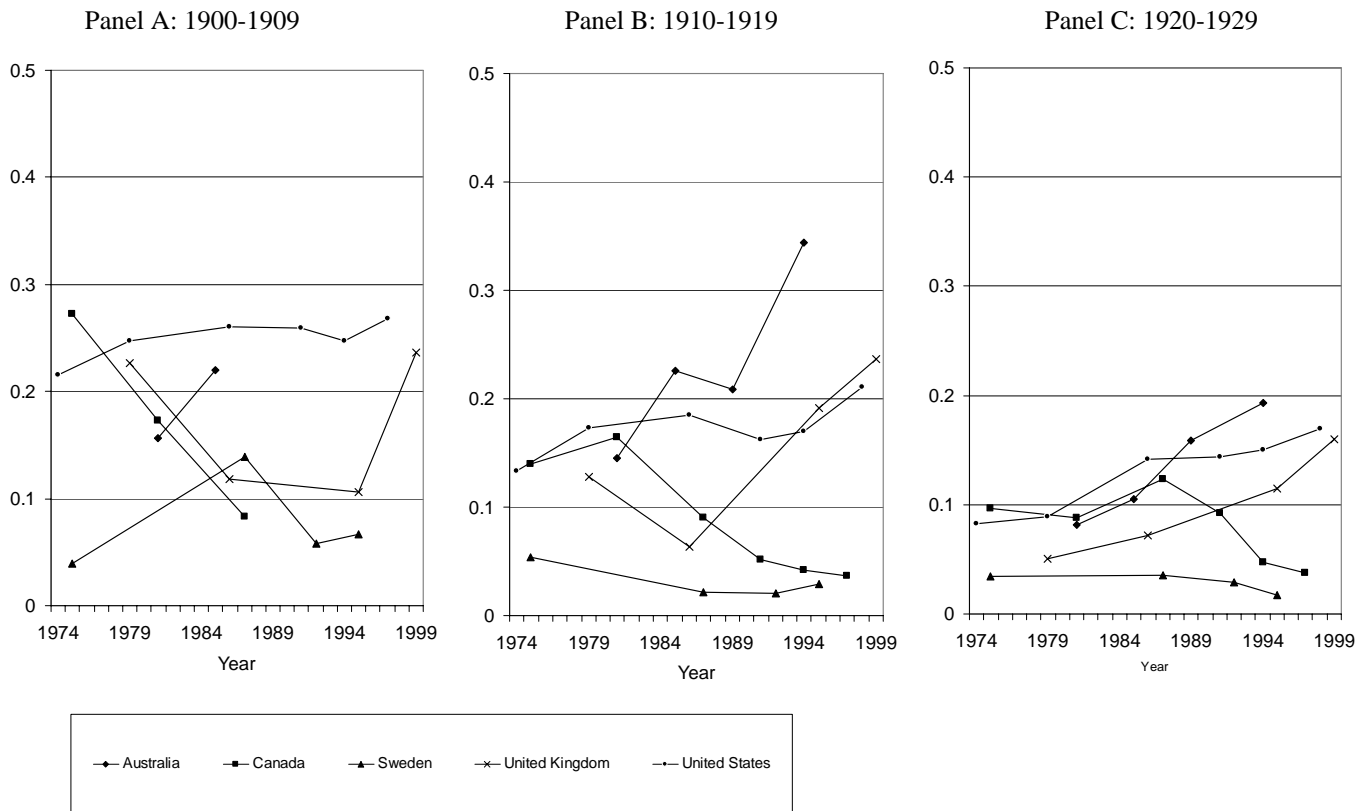 Panel A: 1900-1909
Panel B: 1910-1919
Panel C: 1920-1929
0.5
0.4
0.3
0.2
0.1
0
1974 1979 1984 1989 1994 1999
Year
0.5
0.4
0.3
0.2
0.1
0
1974 1979 1984 1989 1994 1999
Year
0.5
0.4
0.3
0.2
0.1
0
1974 1979 1984 1989 1994 1999
Year
Australia Canada Sweden United Kingdom United States